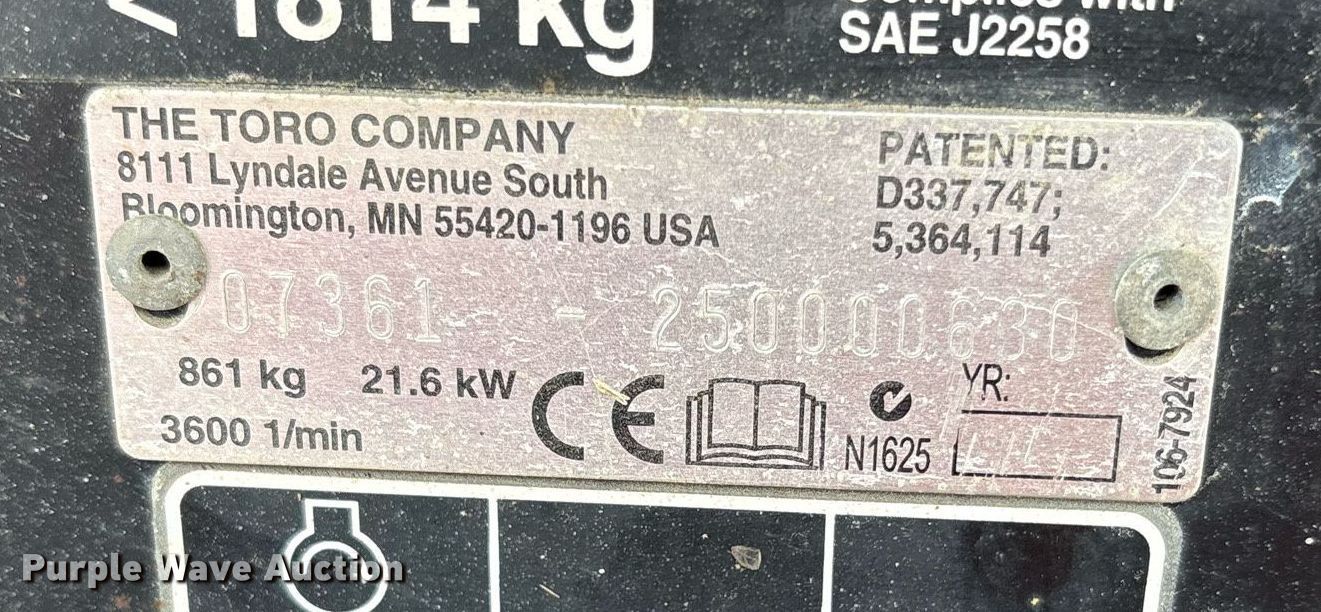 < 1814 kg
Complies with
SAE J2258
THE TORO COMPANY
8111 Lyndale Avenue South
Bloomington, MN 55420-1196 USA
PATENTED:
D337,747;
5,364,114
07361 - 250000630
861 kg 21.6 kW
3600 1/min
CE
N1625
YR:
106-7924
Purple Wave Auction